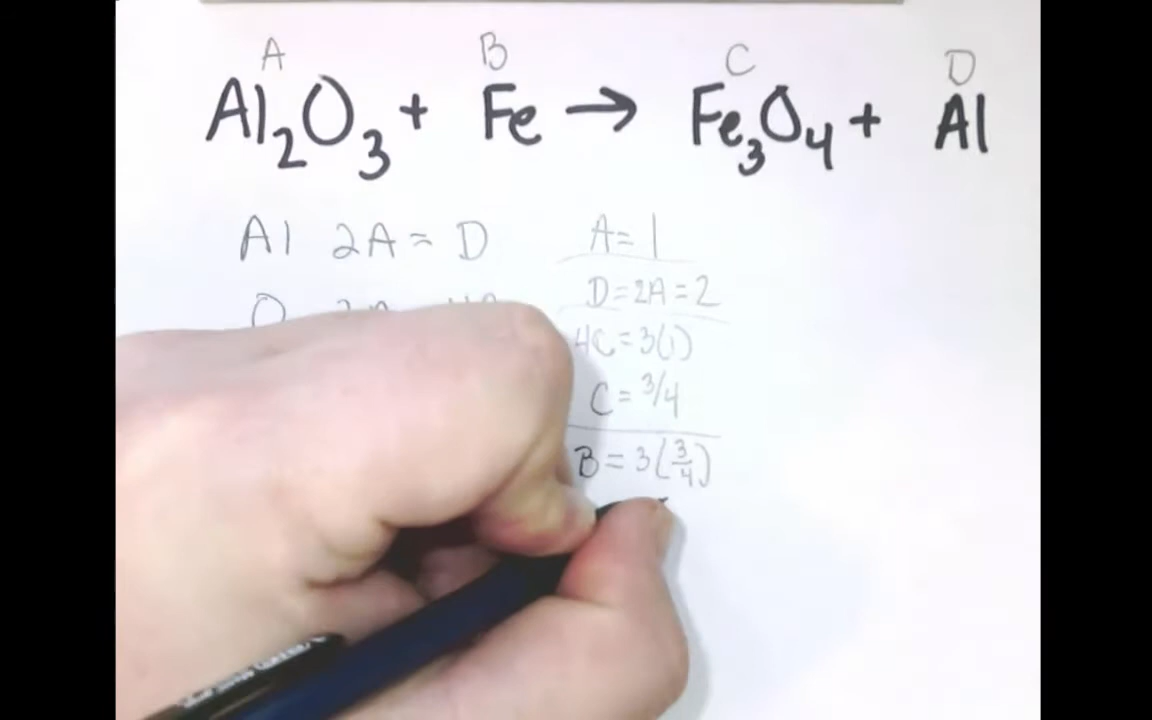 A B C D
Al₂O₃ + Fe → Fe₃O₄ + Al
Al 2A = D
O
A = 1
D = 2A = 2
4C = 3(1)
C = 3/4
B = 3(3/4)